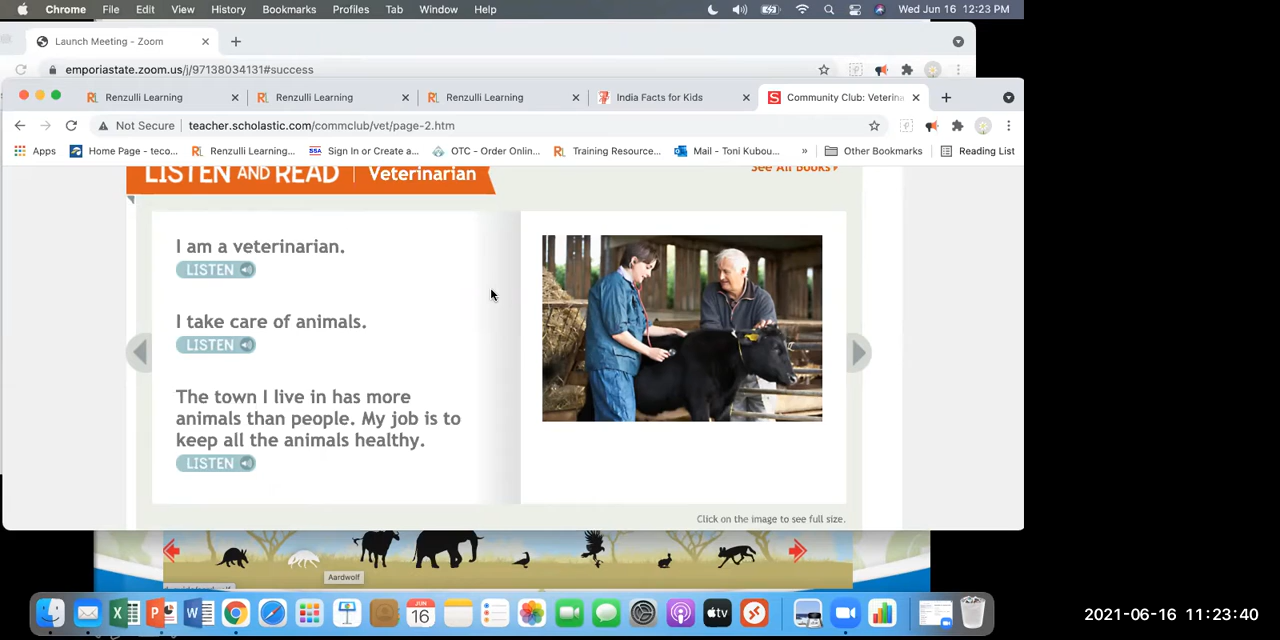 Chrome File Edit View History Bookmarks Profiles Tab Window Help Wed Jun 16 12:23 PM
Launch Meeting - Zoom
emporiastate.zoom.us/j/97138034131#success
Renzulli Learning Renzulli Learning Renzulli Learning India Facts for Kids Community Club: Veterina
Not Secure teacher.scholastic.com/commclub/vet/page-2.htm
Apps Home Page - teco... Renzulli Learning... SSA Sign In or Create a... OTC - Order Onlin... Training Resource... Mail - Toni Kubou... » Other Bookmarks Reading List
LISTEN AND READ Veterinarian See All Books
I am a veterinarian.
LISTEN
I take care of animals.
LISTEN
The town I live in has more
animals than people. My job is to
keep all the animals healthy.
LISTEN
Click on the image to see full size.
Aardwolf
JUN
16
2021-06-16 11:23:40